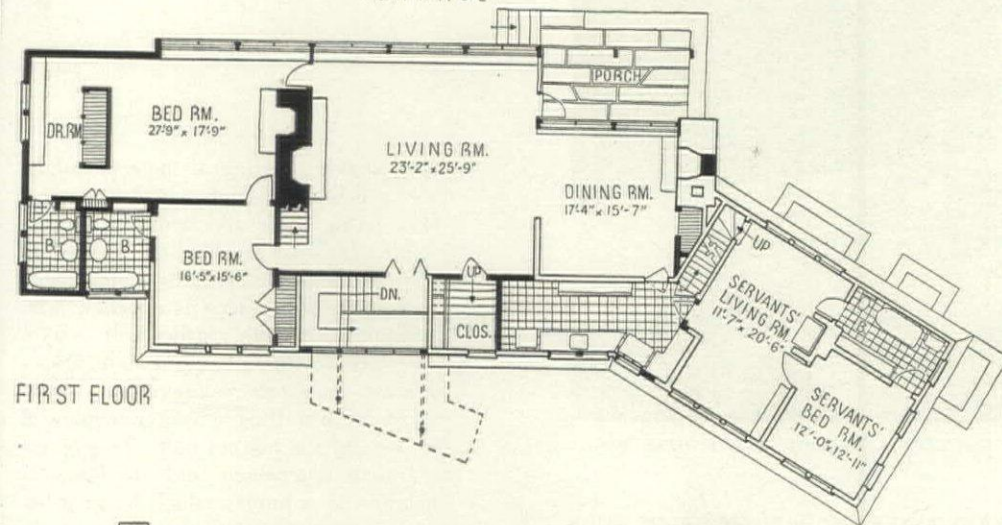 PORCH
BED RM.
27'-9" x 17'-9"
DR.RM.
LIVING RM.
23'-2" x 25'-9"
DINING RM.
17'-4" x 15'-7"
B.
B.
BED RM.
16'-5" x 15'-6"
UP
DN.
UP
CLOS.
SERVANTS'
LIVING RM.
11'-7" x 20'-6"
B.
SERVANTS'
BED RM.
12'-0" x 12'-11"
FIRST FLOOR